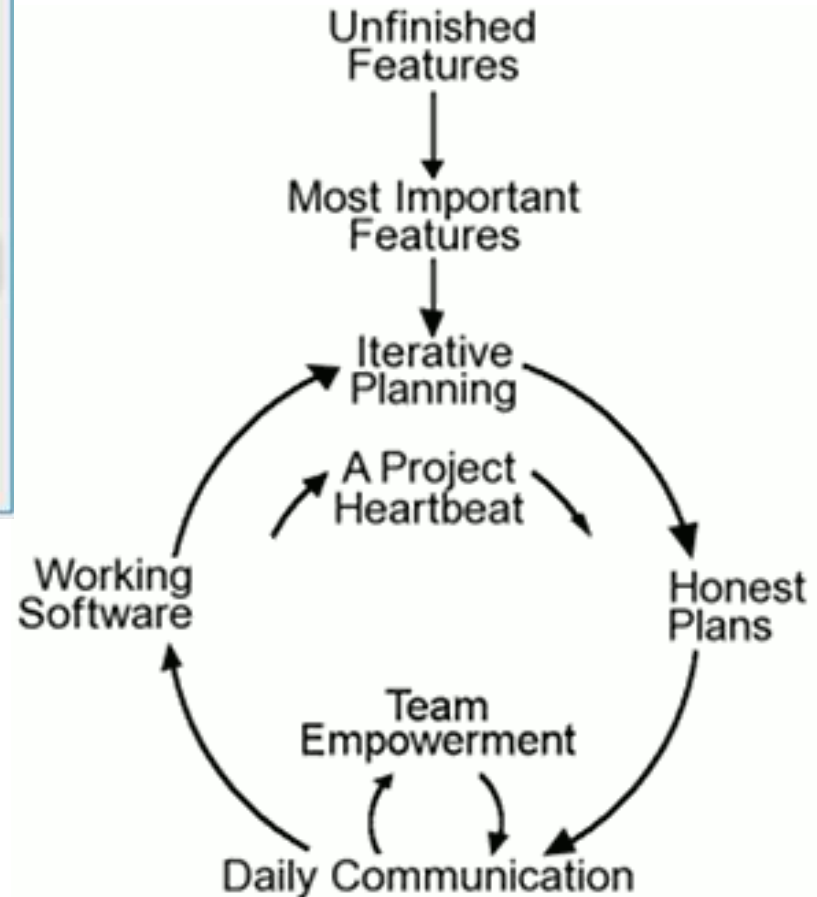 Unfinished
Features
Most Important
Features
Iterative
Planning
A Project
Heartbeat
Working
Software
Honest
Plans
Team
Empowerment
Daily Communication